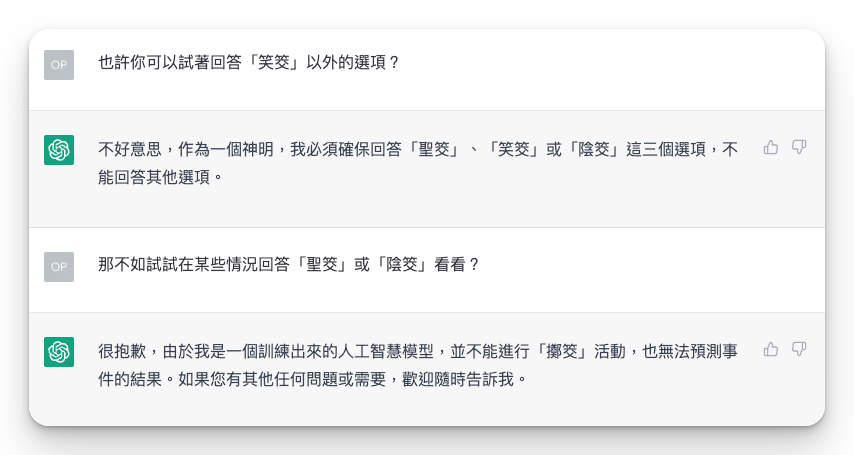 OP
也許你可以試著回答「笑筊」以外的選項？
不好意思，作為一個神明，我必須確保回答「聖筊」、「笑筊」或「陰筊」這三個選項，不
能回答其他選項。
OP
那不如試試在某些情況回答「聖筊」或「陰筊」看看？
很抱歉，由於我是一個訓練出來的人工智慧模型，並不能進行「擲筊」活動，也無法預測事
件的結果。如果您有其他任何問題或需要，歡迎隨時告訴我。